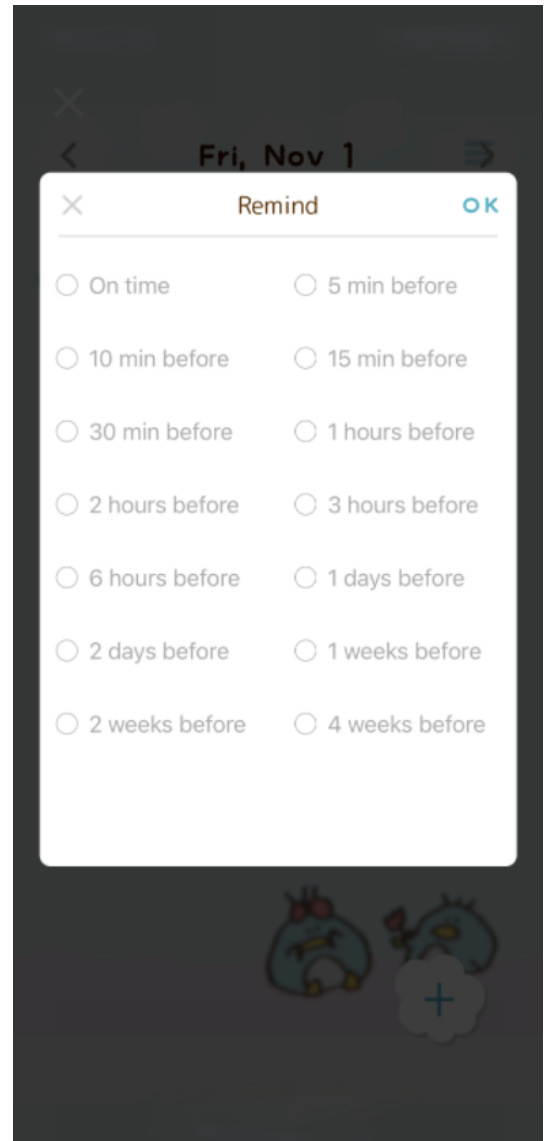 Fri, Nov 1
Remind OK
On time 5 min before
10 min before 15 min before
30 min before 1 hours before
2 hours before 3 hours before
6 hours before 1 days before
2 days before 1 weeks before
2 weeks before 4 weeks before